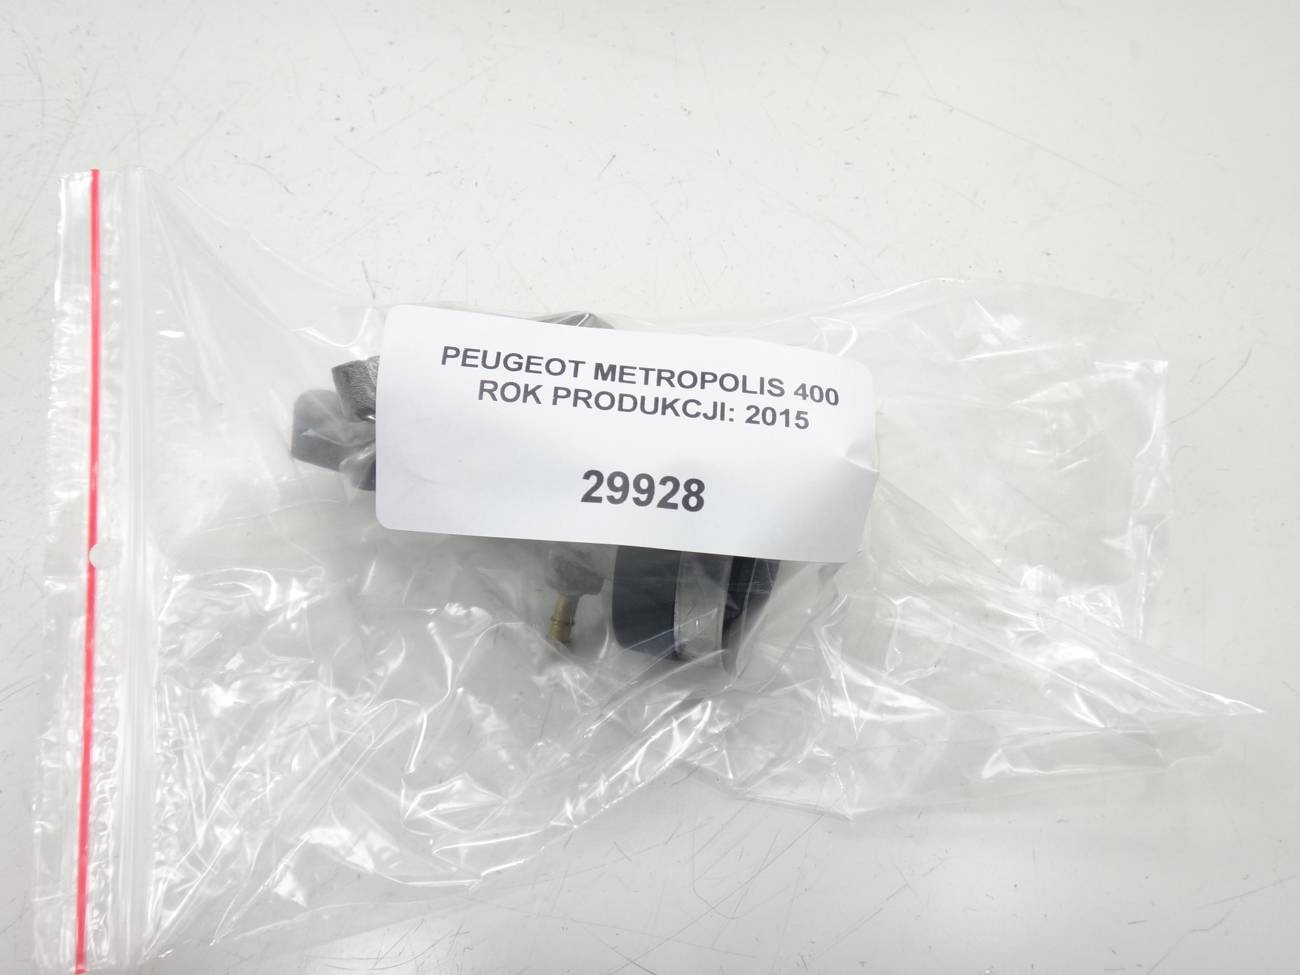 PEUGEOT METROPOLIS 400
ROK PRODUKCJI: 2015
29928